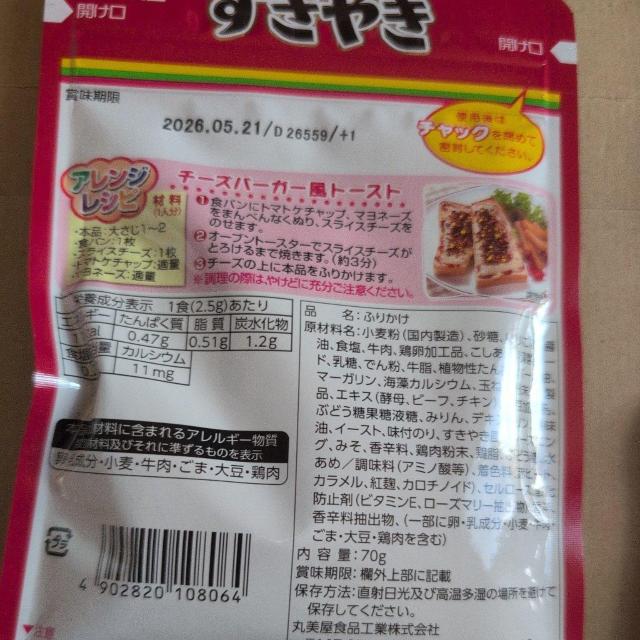 開け口
すきやき
開け口
賞味期限
2026.05.21/D 26559/+1
使用後は
チャックを閉めて
密封してください。
アレンジ
レシピ
材料
(1人分)
・本品:大さじ1~2
・食パン:1枚
スライスチーズ:1枚
トマトケチャップ:適量
マヨネーズ:適量
チーズバーガー風トースト
❶食パンにトマトケチャップ、マヨネーズ
をまんべんなくぬり、スライスチーズを
のせます。
❷オーブントースターでスライスチーズが
とろけるまで焼きます。(約3分)
❸チーズの上に本品をふりかけます。
※調理の際は、やけどに充分ご注意ください。
栄養成分表示 1食(2.5g)あたり
たんぱく質 脂質 炭水化物
0.47g 0.51g 1.2g
カルシウム
11mg
材料に含まれるアレルギー物質
材料及びそれに準ずるものを表示
成分・小麦・牛肉・ごま・大豆・鶏肉
プラ
4 902820 108064
▼注意
品 名:ふりかけ
原材料名:小麦粉(国内製造)、砂糖、
油、食塩、牛肉、鶏卵加工品、こしあ
ド、乳糖、でん粉、牛脂、植物性たん
マーガリン、海藻カルシウム、玉ね
品、エキス(酵母、ビーフ、チキン
ぶどう糖果糖液糖、みりん、デキ
油、イースト、味付のり、すきやき
グ、みそ、香辛料、鶏肉粉末、鶏脂
あめ/調味料(アミノ酸等)、着色料
カラメル、紅麹、カロチノイド)、セルロー
防止剤(ビタミンE、ローズマリー抽出物
香辛料抽出物、(一部に卵・乳成分・小麦・牛肉・
ごま・大豆・鶏肉を含む)
内 容 量:70g
賞味期限:欄外上部に記載
保存方法:直射日光及び高温多湿の場所を避けて
保存してください。
丸美屋食品工業株式会社